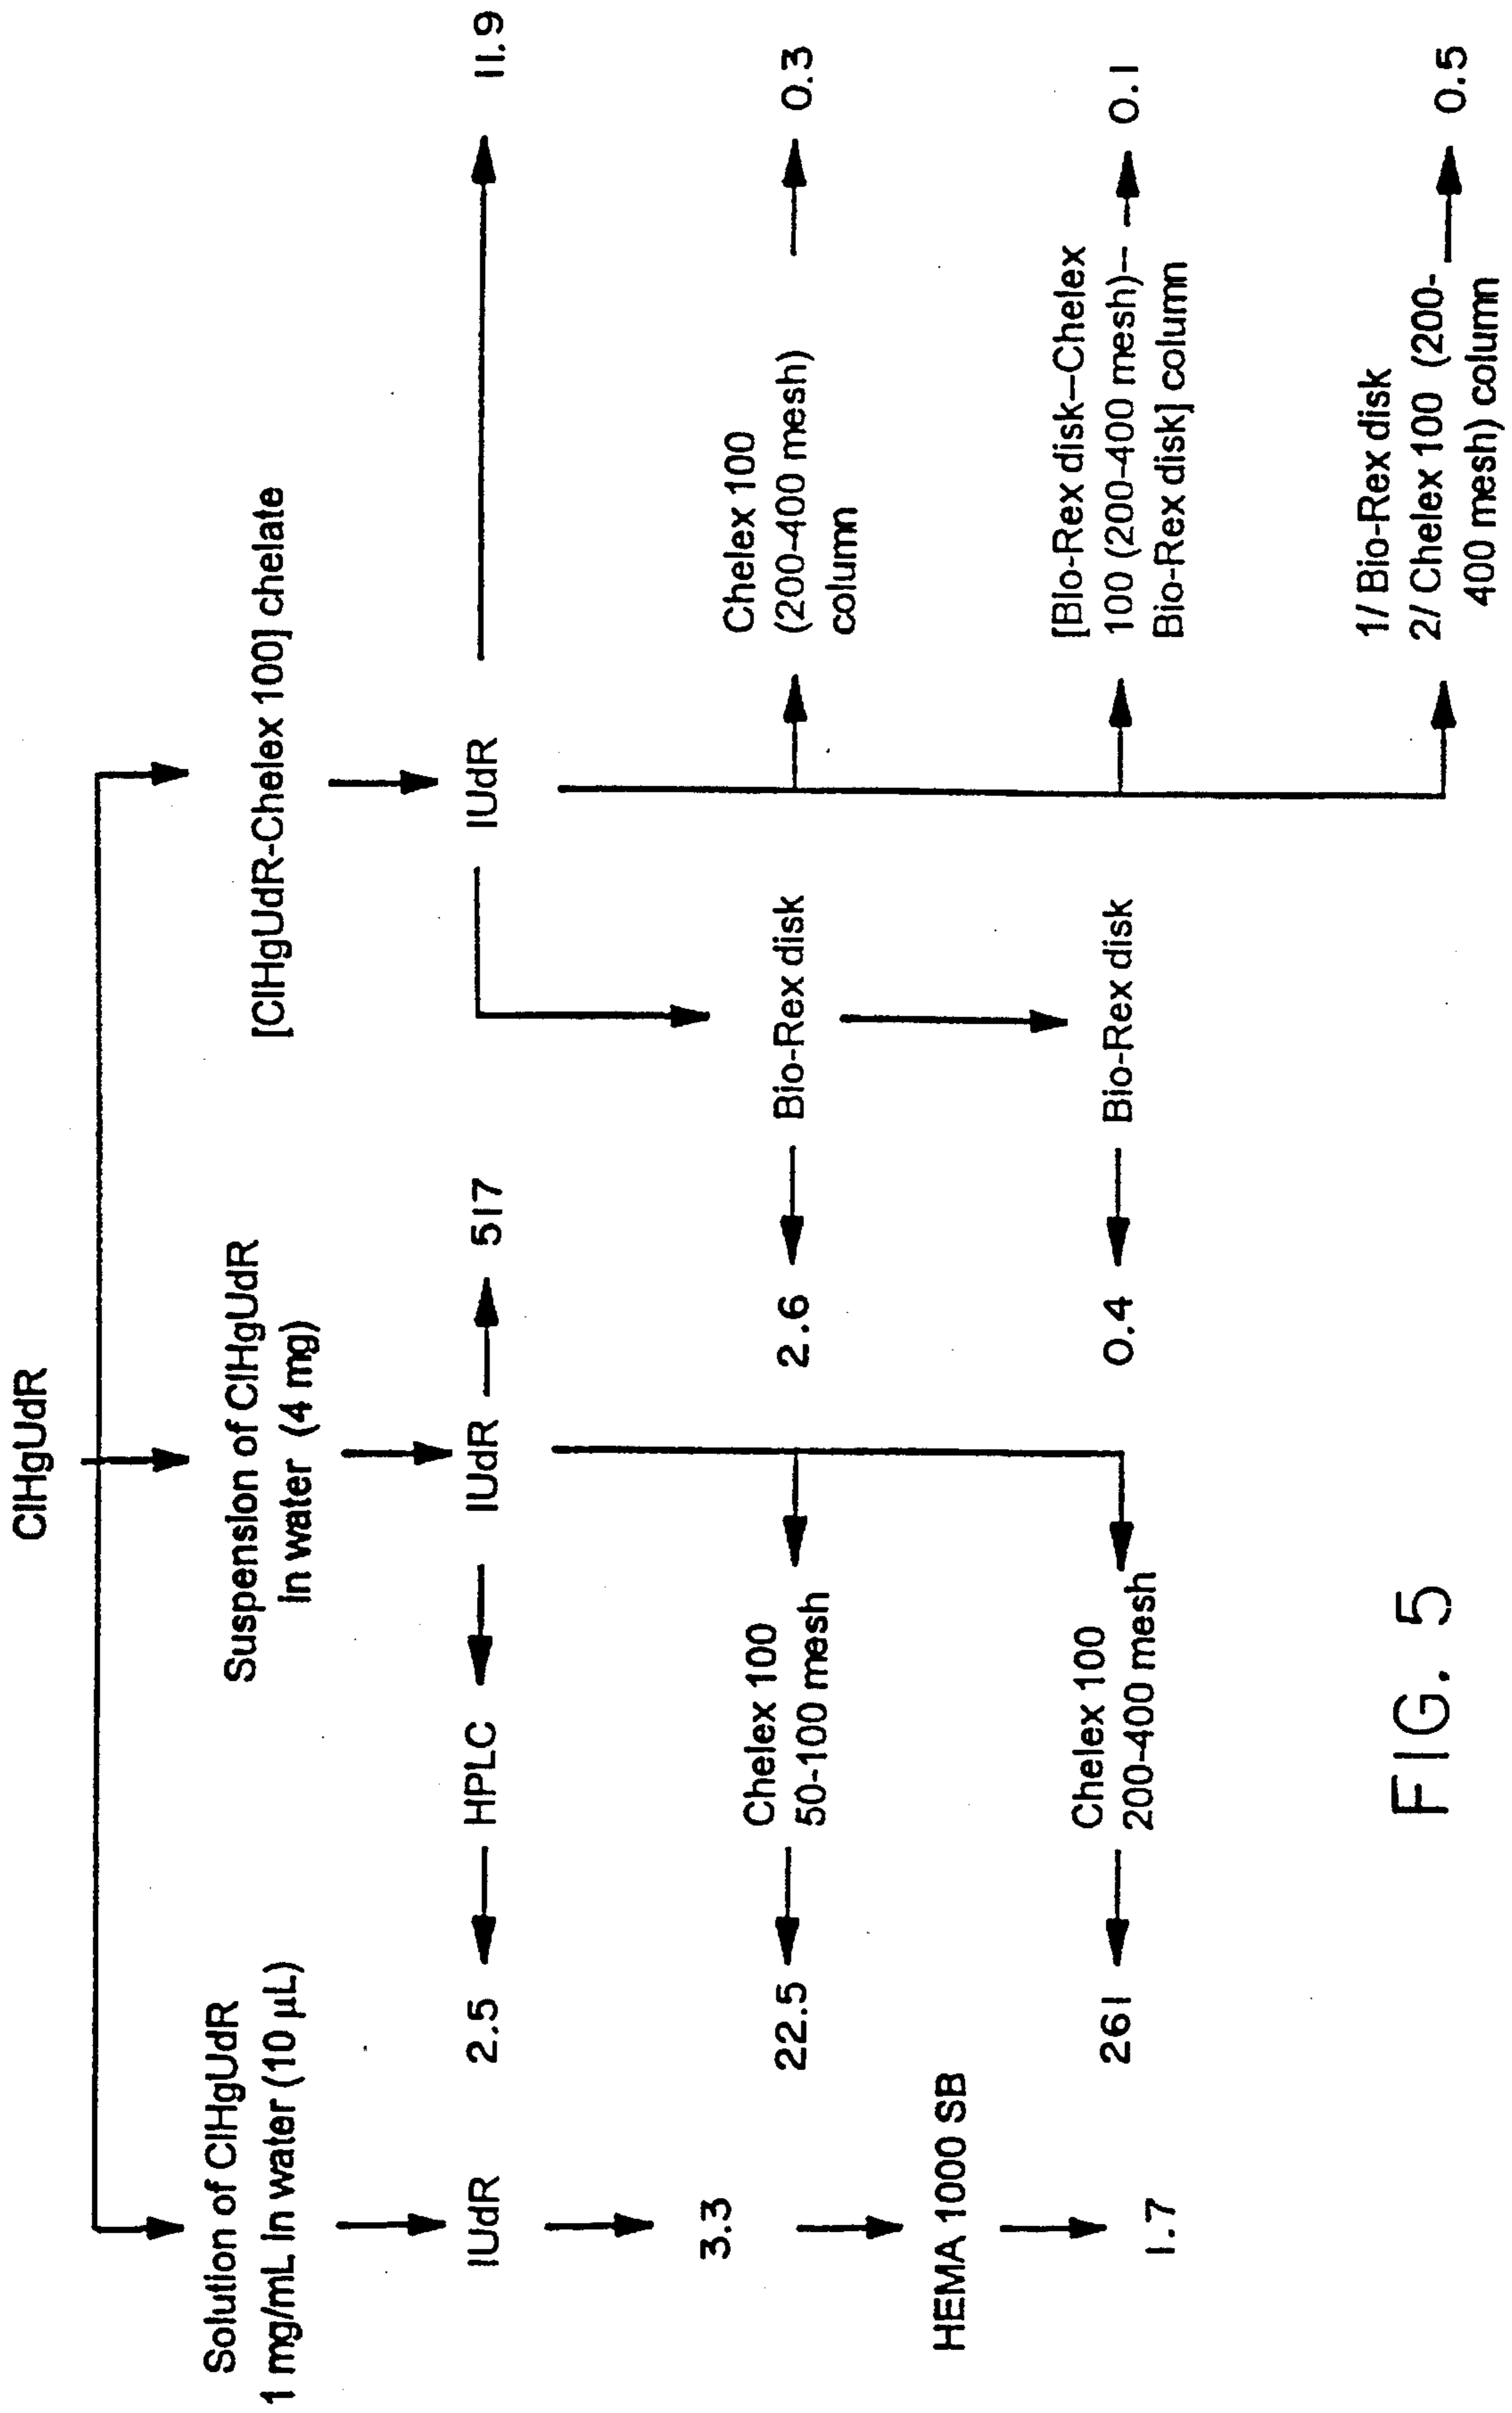 ClHgUdR
Solution of ClHgUdR
1 mg/mL in water (10 µL)
Suspension of ClHgUdR
in water (4 mg)
[ClHgUdR-Chelex 100] chelate
IUdR
2.5
HPLC
IUdR
517
IUdR
11.9
3.3
22.5
Chelex 100
50-100 mesh
2.6
Bio-Rex disk
Chelex 100
(200-400 mesh)
column
0.3
HEMA 1000 SB
1.7
261
Chelex 100
200-400 mesh
0.4
Bio-Rex disk
[Bio-Rex disk--Chelex
100 (200-400 mesh)--
Bio-Rex disk] column
0.1
1/ Bio-Rex disk
2/ Chelex 100 (200-
400 mesh) column
0.5
FIG. 5